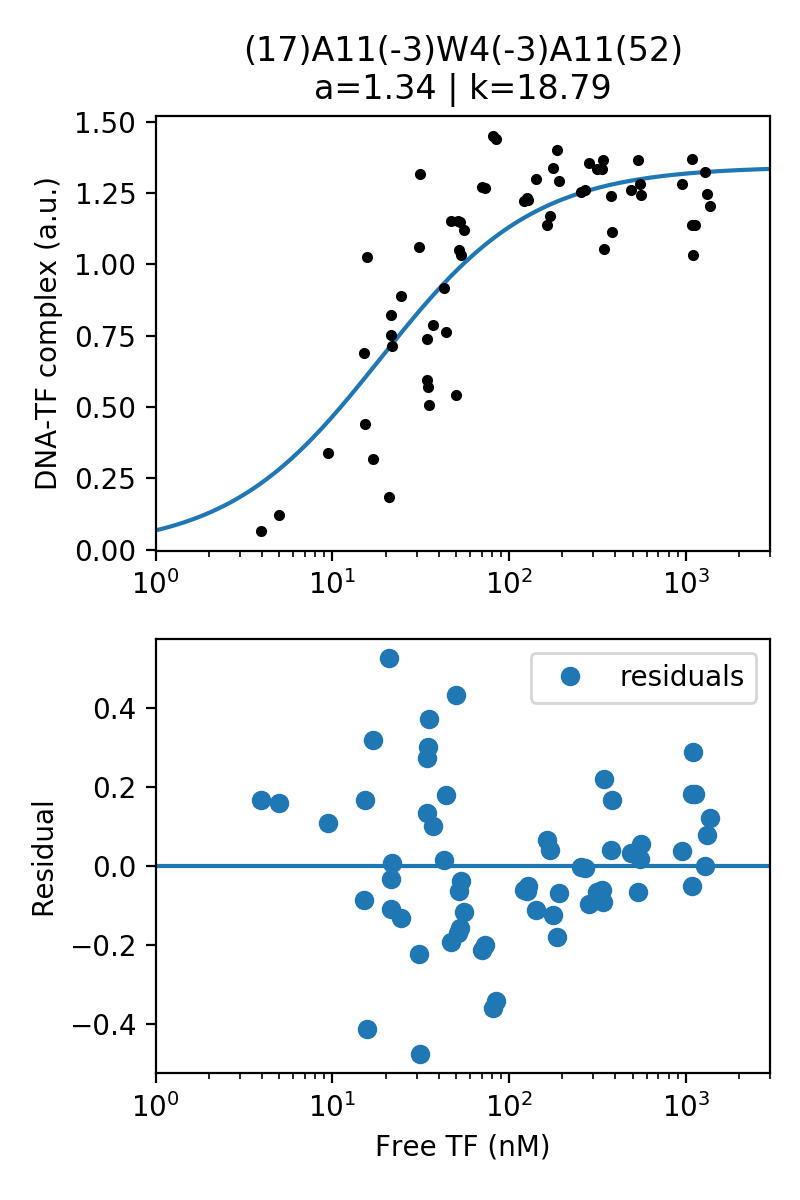 (17)A11(-3)W4(-3)A11(52)
a=1.34 | k=18.79
DNA-TF complex (a.u.)
1.50
1.25
1.00
0.75
0.50
0.25
0.00
10⁰ 10¹ 10² 10³
residuals
Residual
0.4
0.2
0.0
−0.2
−0.4
10⁰ 10¹ 10² 10³
Free TF (nM)